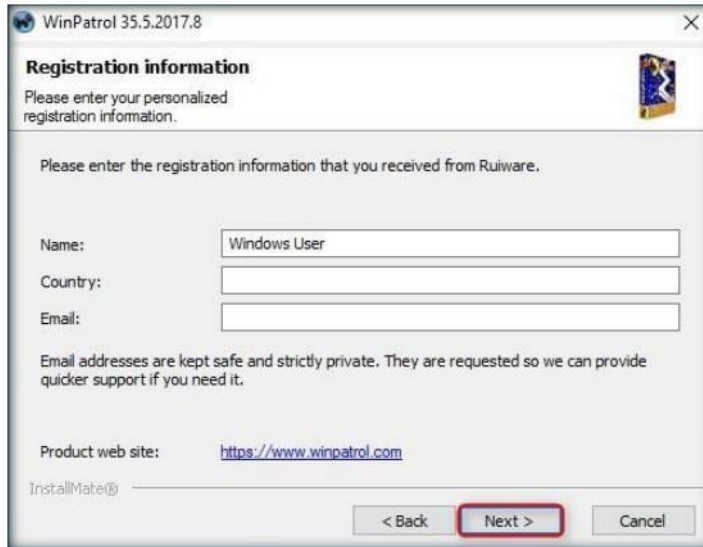 WinPatrol 35.5.2017.8
Registration information
Please enter your personalized
registration information.
Please enter the registration information that you received from Ruiware.
Name: Windows User
Country:
Email:
Email addresses are kept safe and strictly private. They are requested so we can provide
quicker support if you need it.
Product web site: https://www.winpatrol.com
InstallMate®
< Back Next > Cancel